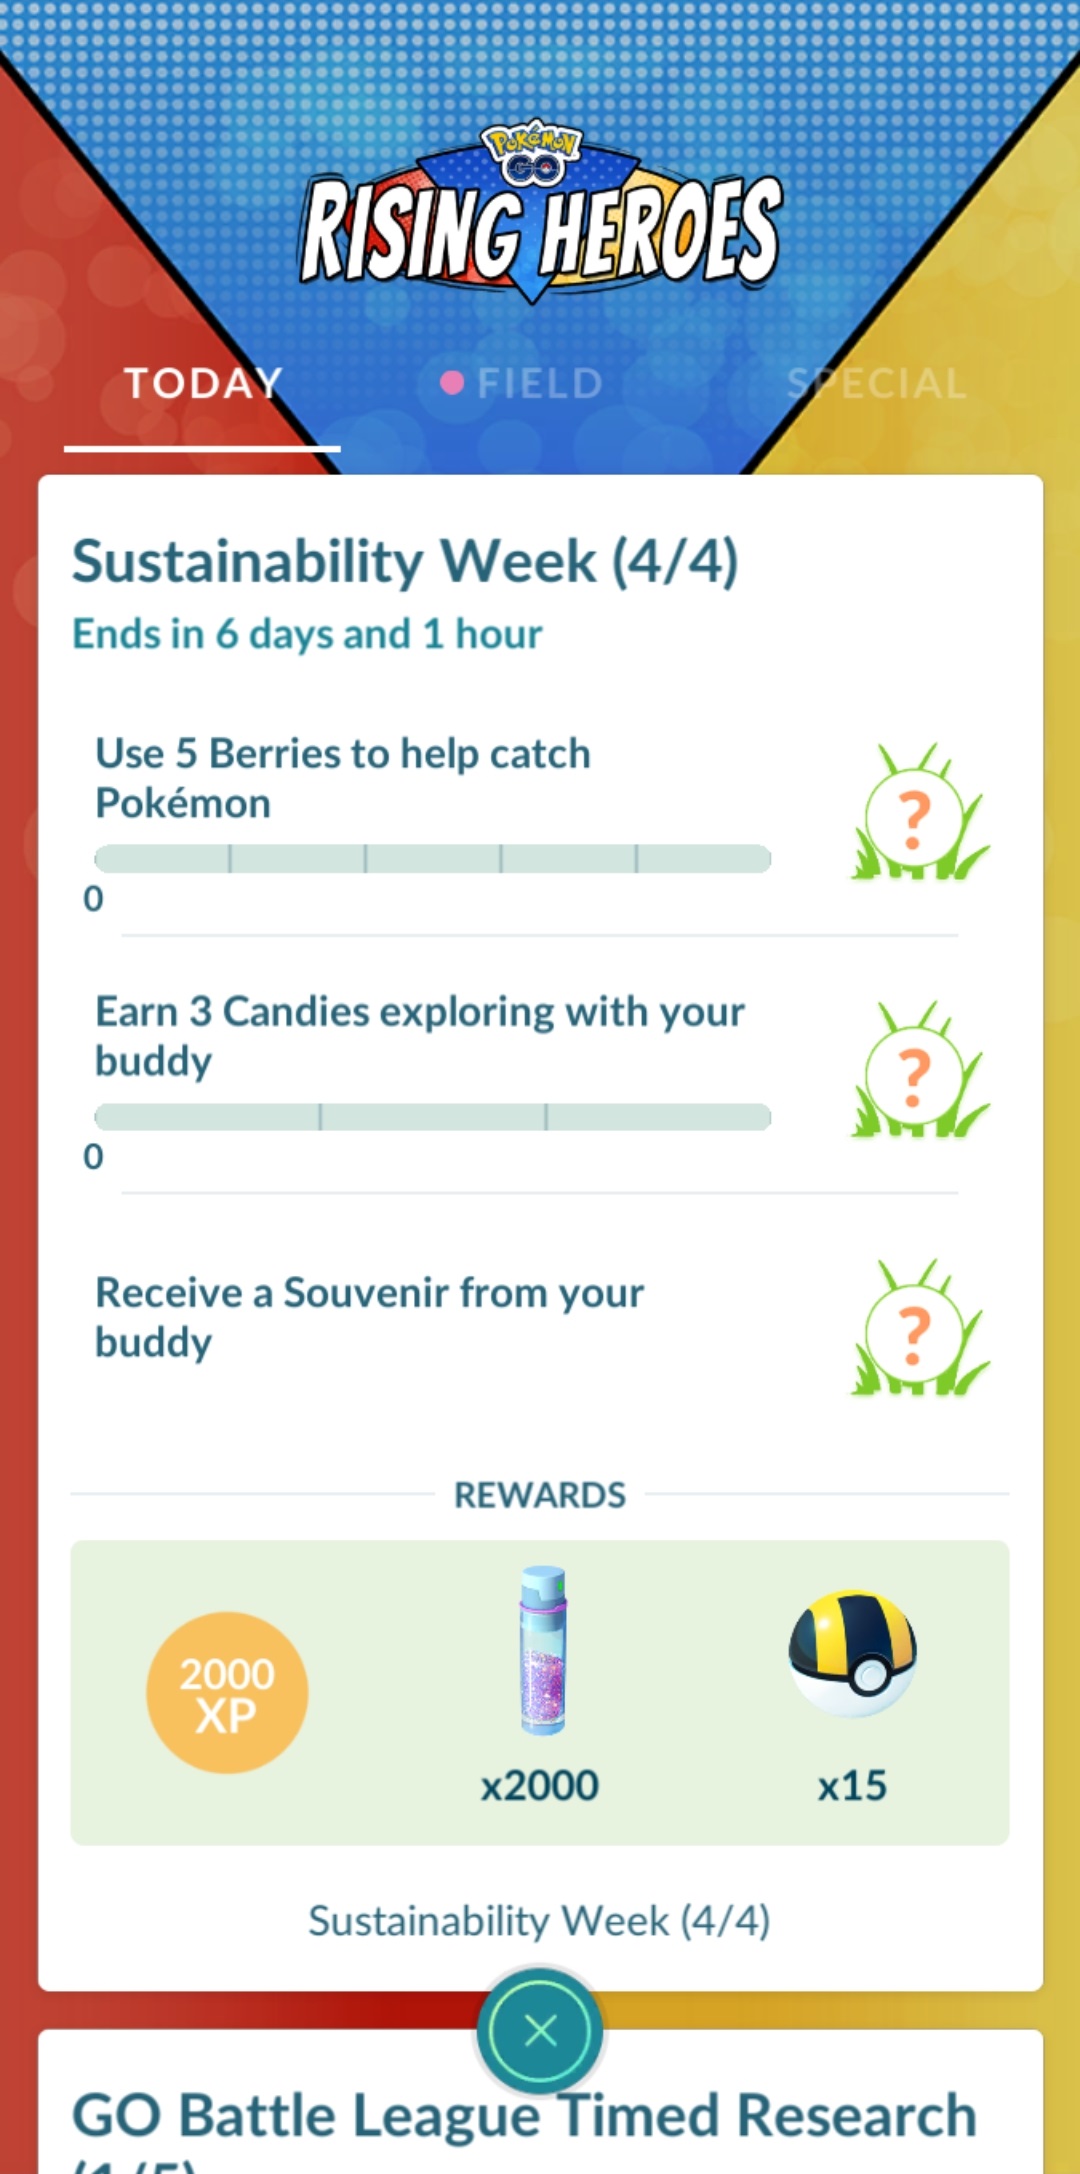 POKÉMON
GO
RISING HEROES
TODAY
FIELD
SPECIAL
Sustainability Week (4/4)
Ends in 6 days and 1 hour
Use 5 Berries to help catch
Pokémon
?
0
Earn 3 Candies exploring with your
buddy
?
0
Receive a Souvenir from your
buddy
?
REWARDS
2000
XP
x2000
x15
Sustainability Week (4/4)
GO Battle League Timed Research
(1/5)